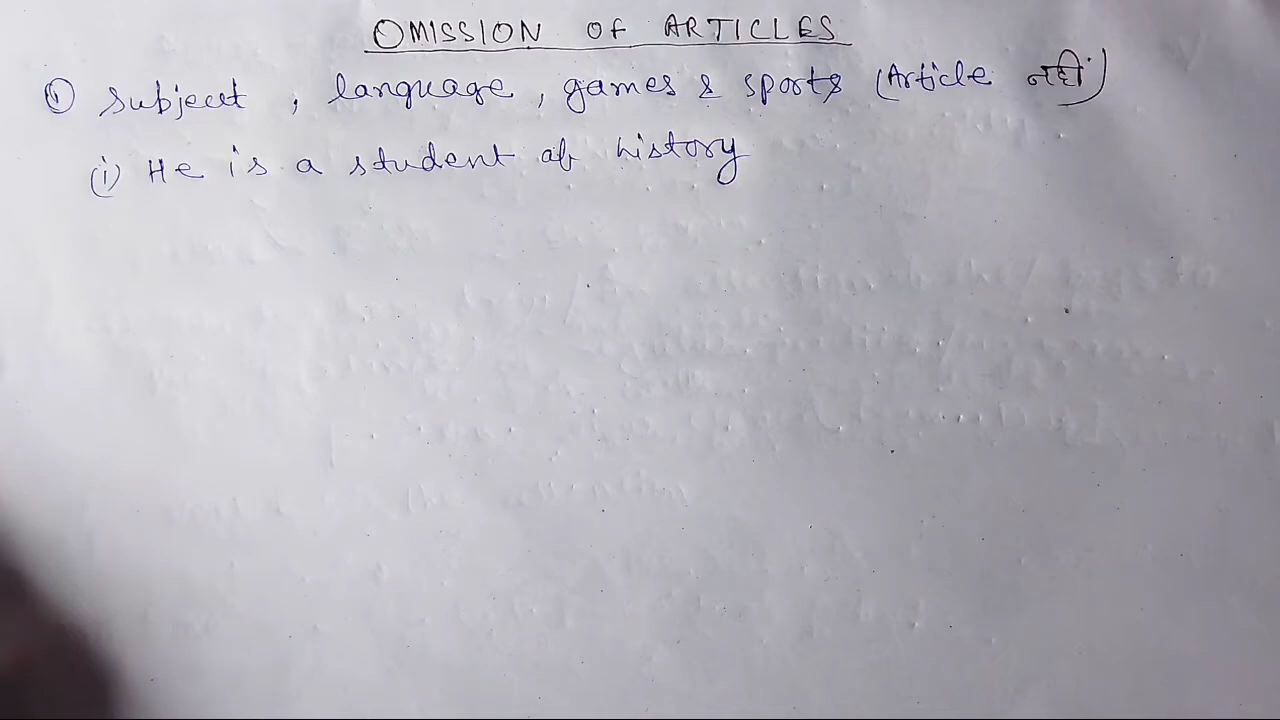 OMISSION OF ARTICLES
① Subject, language, games & sports (Article नहीं)
(i) He is a student of history